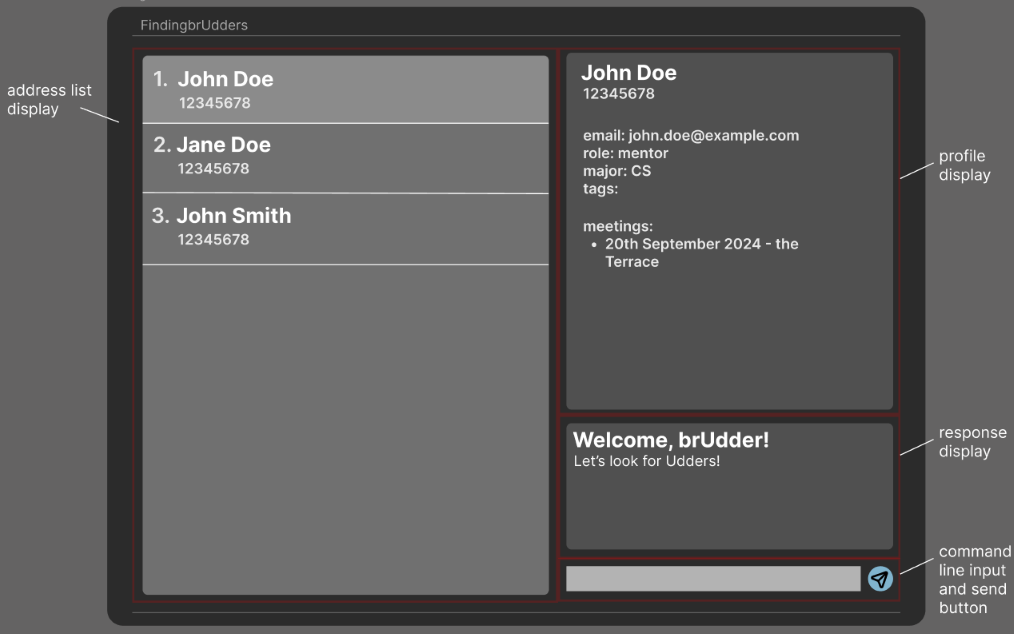 FindingbrUdders
address list
display
1. John Doe
12345678
2. Jane Doe
12345678
3. John Smith
12345678
John Doe
12345678
email: john.doe@example.com
role: mentor
major: CS
tags:
meetings:
• 20th September 2024 - the
Terrace
profile
display
Welcome, brUdder!
Let's look for Udders!
response
display
command
line input
and send
button